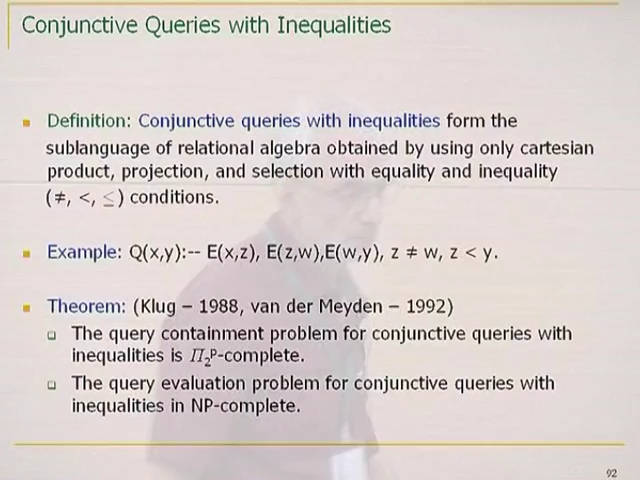 Conjunctive Queries with Inequalities
Definition: Conjunctive queries with inequalities form the
sublanguage of relational algebra obtained by using only cartesian
product, projection, and selection with equality and inequality
(≠, <, ≤) conditions.
Example: Q(x,y):-- E(x,z), E(z,w),E(w,y), z ≠ w, z < y.
Theorem: (Klug – 1988, van der Meyden – 1992)
The query containment problem for conjunctive queries with
inequalities is Π₂ᵖ-complete.
The query evaluation problem for conjunctive queries with
inequalities in NP-complete.
92